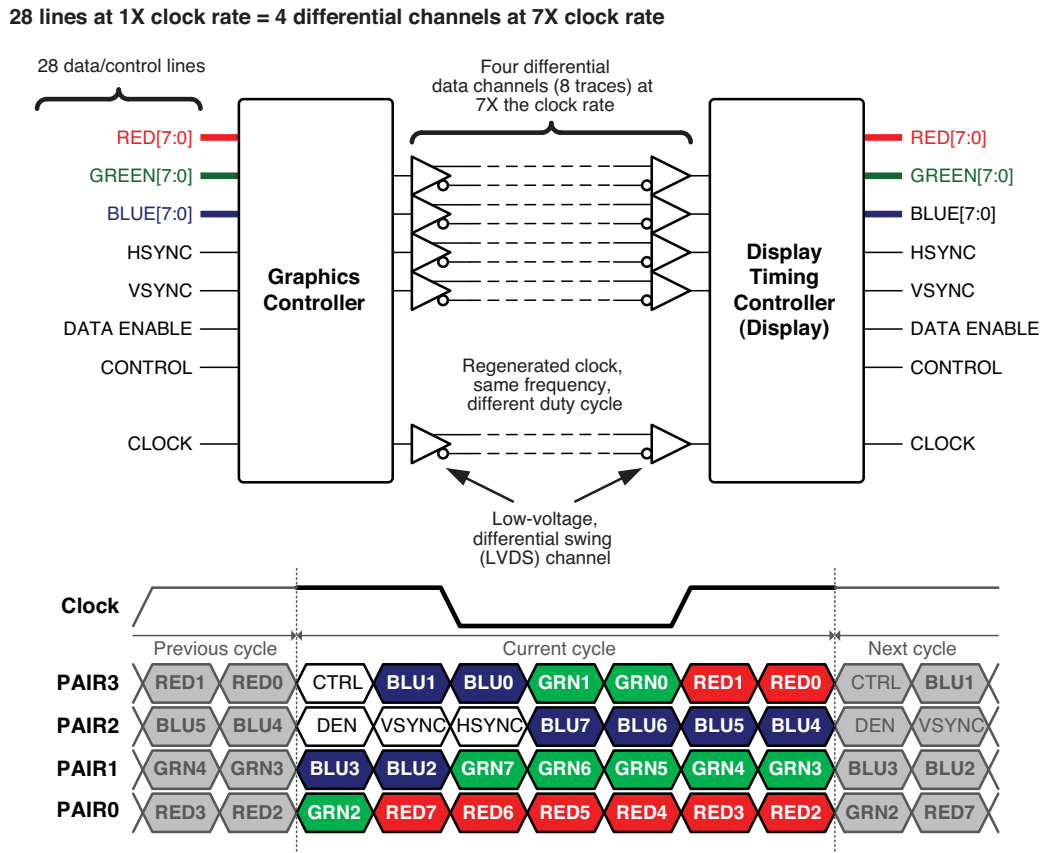 28 lines at 1X clock rate = 4 differential channels at 7X clock rate
28 data/control lines
Four differential
data channels (8 traces) at
7X the clock rate
RED[7:0]
GREEN[7:0]
BLUE[7:0]
HSYNC
VSYNC
DATA ENABLE
CONTROL
CLOCK
Graphics
Controller
Display
Timing
Controller
(Display)
RED[7:0]
GREEN[7:0]
BLUE[7:0]
HSYNC
VSYNC
DATA ENABLE
CONTROL
CLOCK
Regenerated clock,
same frequency,
different duty cycle
Low-voltage,
differential swing
(LVDS) channel
Clock
Previous cycle Current cycle Next cycle
PAIR3 RED1 RED0 CTRL BLU1 BLU0 GRN1 GRN0 RED1 RED0 CTRL BLU1
PAIR2 BLU5 BLU4 DEN VSYNC HSYNC BLU7 BLU6 BLU5 BLU4 DEN VSYNC
PAIR1 GRN4 GRN3 BLU3 BLU2 GRN7 GRN6 GRN5 GRN4 GRN3 BLU3 BLU2
PAIR0 RED3 RED2 GRN2 RED7 RED6 RED5 RED4 RED3 RED2 GRN2 RED7